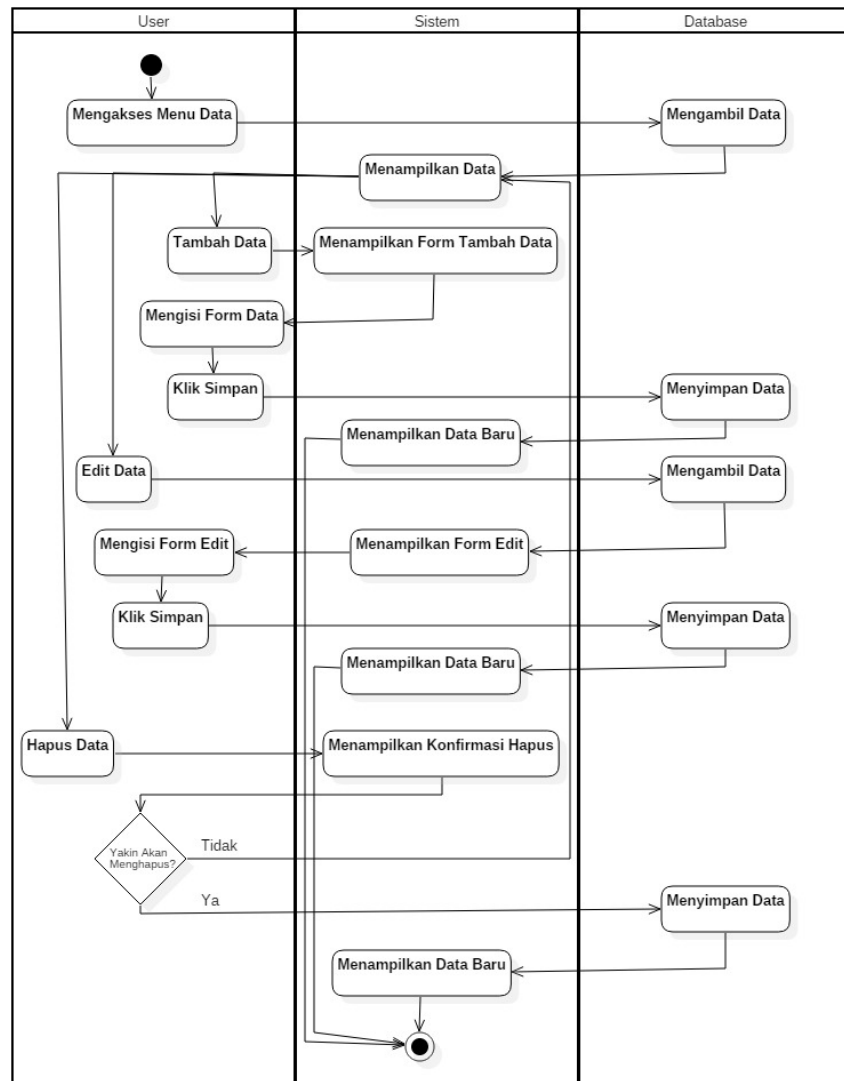 User
Sistem
Database
Mengakses Menu Data
Mengambil Data
Menampilkan Data
Tambah Data
Menampilkan Form Tambah Data
Mengisi Form Data
Klik Simpan
Menyimpan Data
Menampilkan Data Baru
Edit Data
Mengambil Data
Mengisi Form Edit
Menampilkan Form Edit
Klik Simpan
Menyimpan Data
Menampilkan Data Baru
Hapus Data
Menampilkan Konfirmasi Hapus
Yakin Akan
Menghapus?
Tidak
Ya
Menyimpan Data
Menampilkan Data Baru